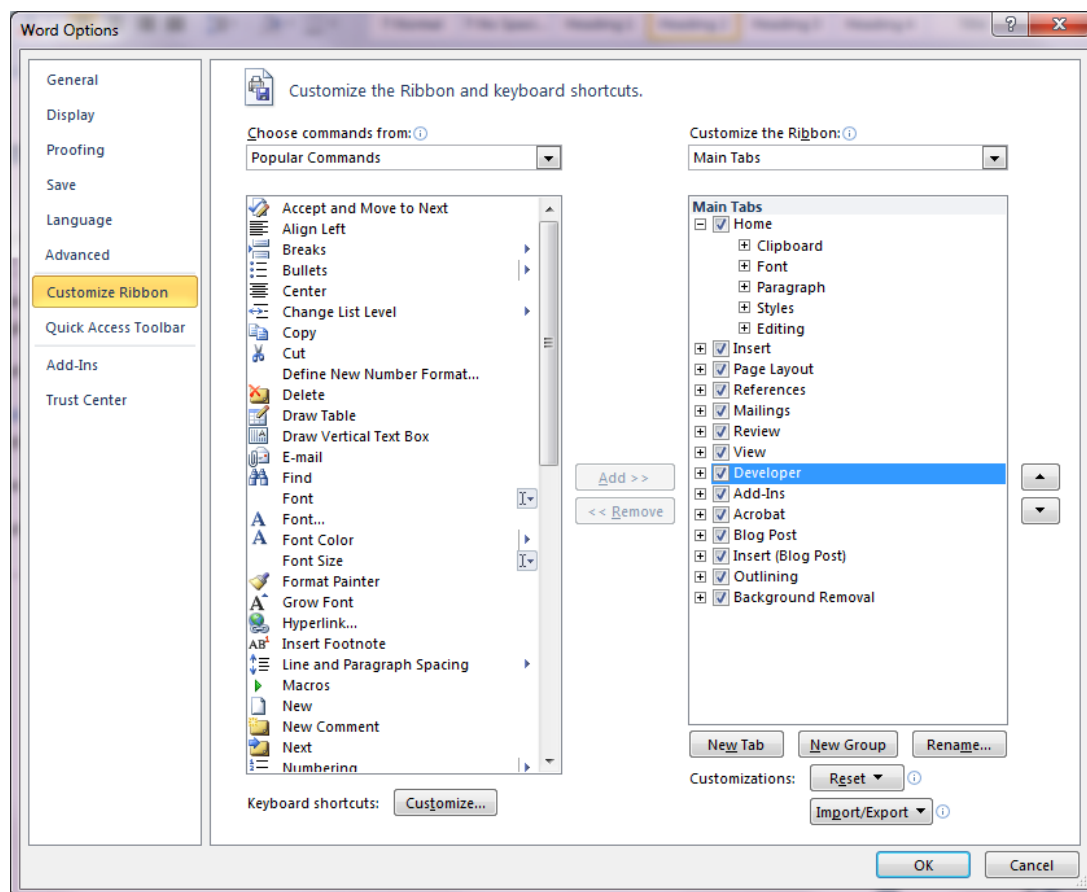 Word Options
General
Display
Proofing
Save
Language
Advanced
Customize Ribbon
Quick Access Toolbar
Add-Ins
Trust Center
Customize the Ribbon and keyboard shortcuts.
Choose commands from:
Popular Commands
Accept and Move to Next
Align Left
Breaks
Bullets
Center
Change List Level
Copy
Cut
Define New Number Format...
Delete
Draw Table
Draw Vertical Text Box
E-mail
Find
Font
Font...
Font Color
Font Size
Format Painter
Grow Font
Hyperlink...
Insert Footnote
Line and Paragraph Spacing
Macros
New
New Comment
Next
Numbering
Keyboard shortcuts: Customize...
Add >>
<< Remove
Customize the Ribbon:
Main Tabs
Main Tabs
Home
Clipboard
Font
Paragraph
Styles
Editing
Insert
Page Layout
References
Mailings
Review
View
Developer
Add-Ins
Acrobat
Blog Post
Insert (Blog Post)
Outlining
Background Removal
New Tab New Group Rename...
Customizations: Reset
Import/Export
OK Cancel